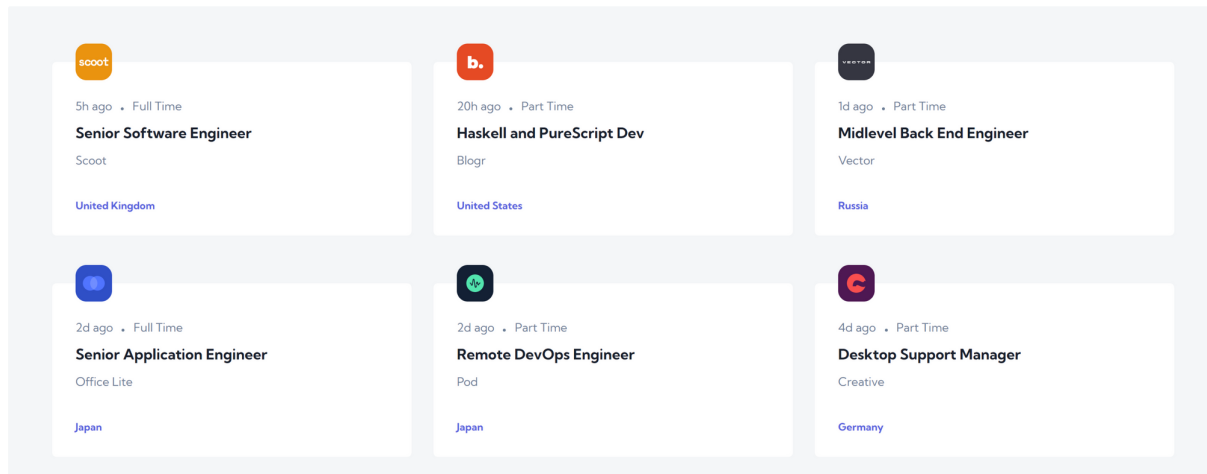 scoot
5h ago . Full Time
Senior Software Engineer
Scoot
United Kingdom
b.
20h ago . Part Time
Haskell and PureScript Dev
Blogr
United States
VECTOR
1d ago . Part Time
Midlevel Back End Engineer
Vector
Russia
2d ago . Full Time
Senior Application Engineer
Office Lite
Japan
2d ago . Part Time
Remote DevOps Engineer
Pod
Japan
4d ago . Part Time
Desktop Support Manager
Creative
Germany